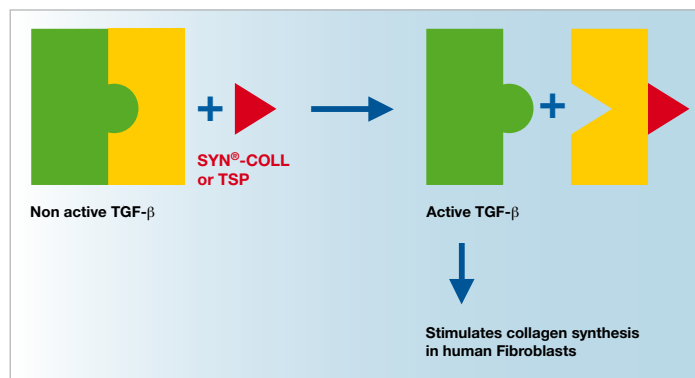 +
SYN®-COLL
or TSP
+
Non active TGF-β
Active TGF-β
Stimulates collagen synthesis
in human Fibroblasts